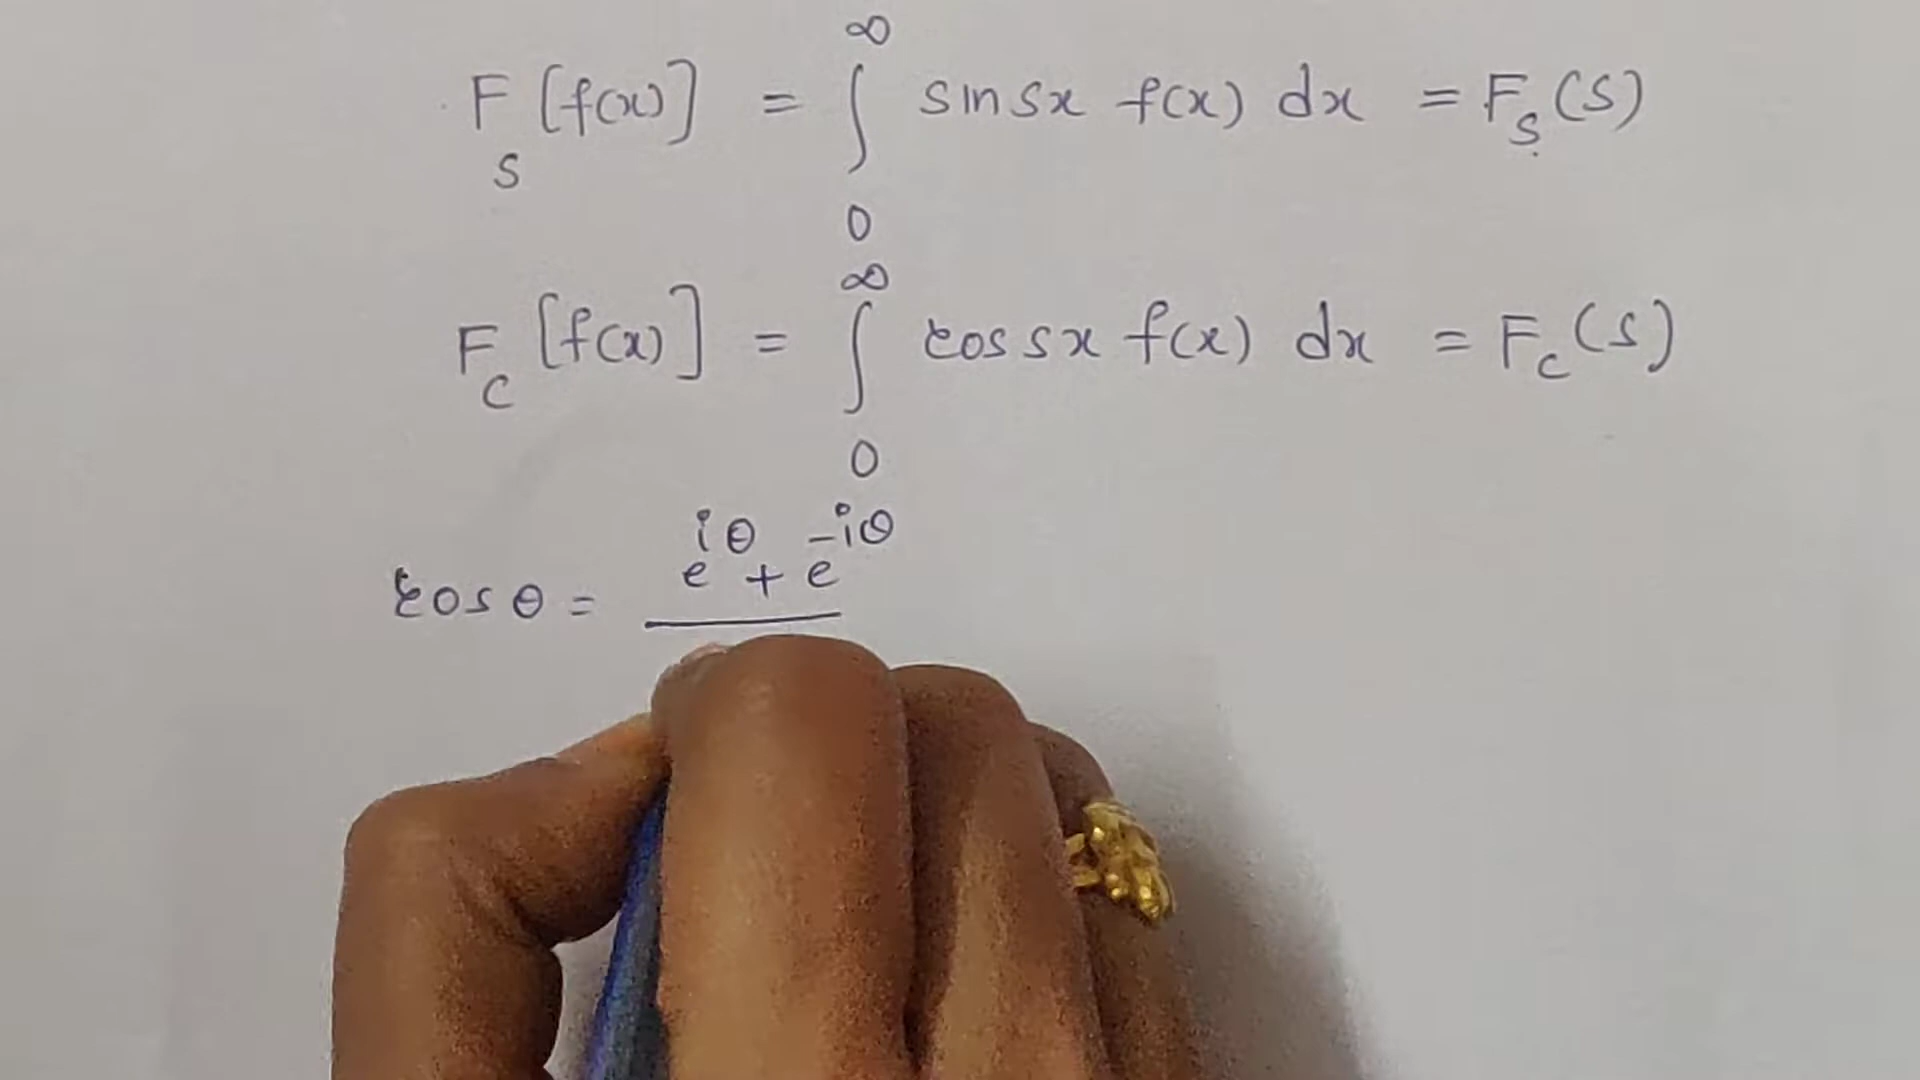 F_S [f(x)] = ∫_0^∞ sin sx f(x) dx = F_S(S)
F_C [f(x)] = ∫_0^∞ cos sx f(x) dx = F_C(S)
cos θ = e^{iθ} + e^{-iθ}